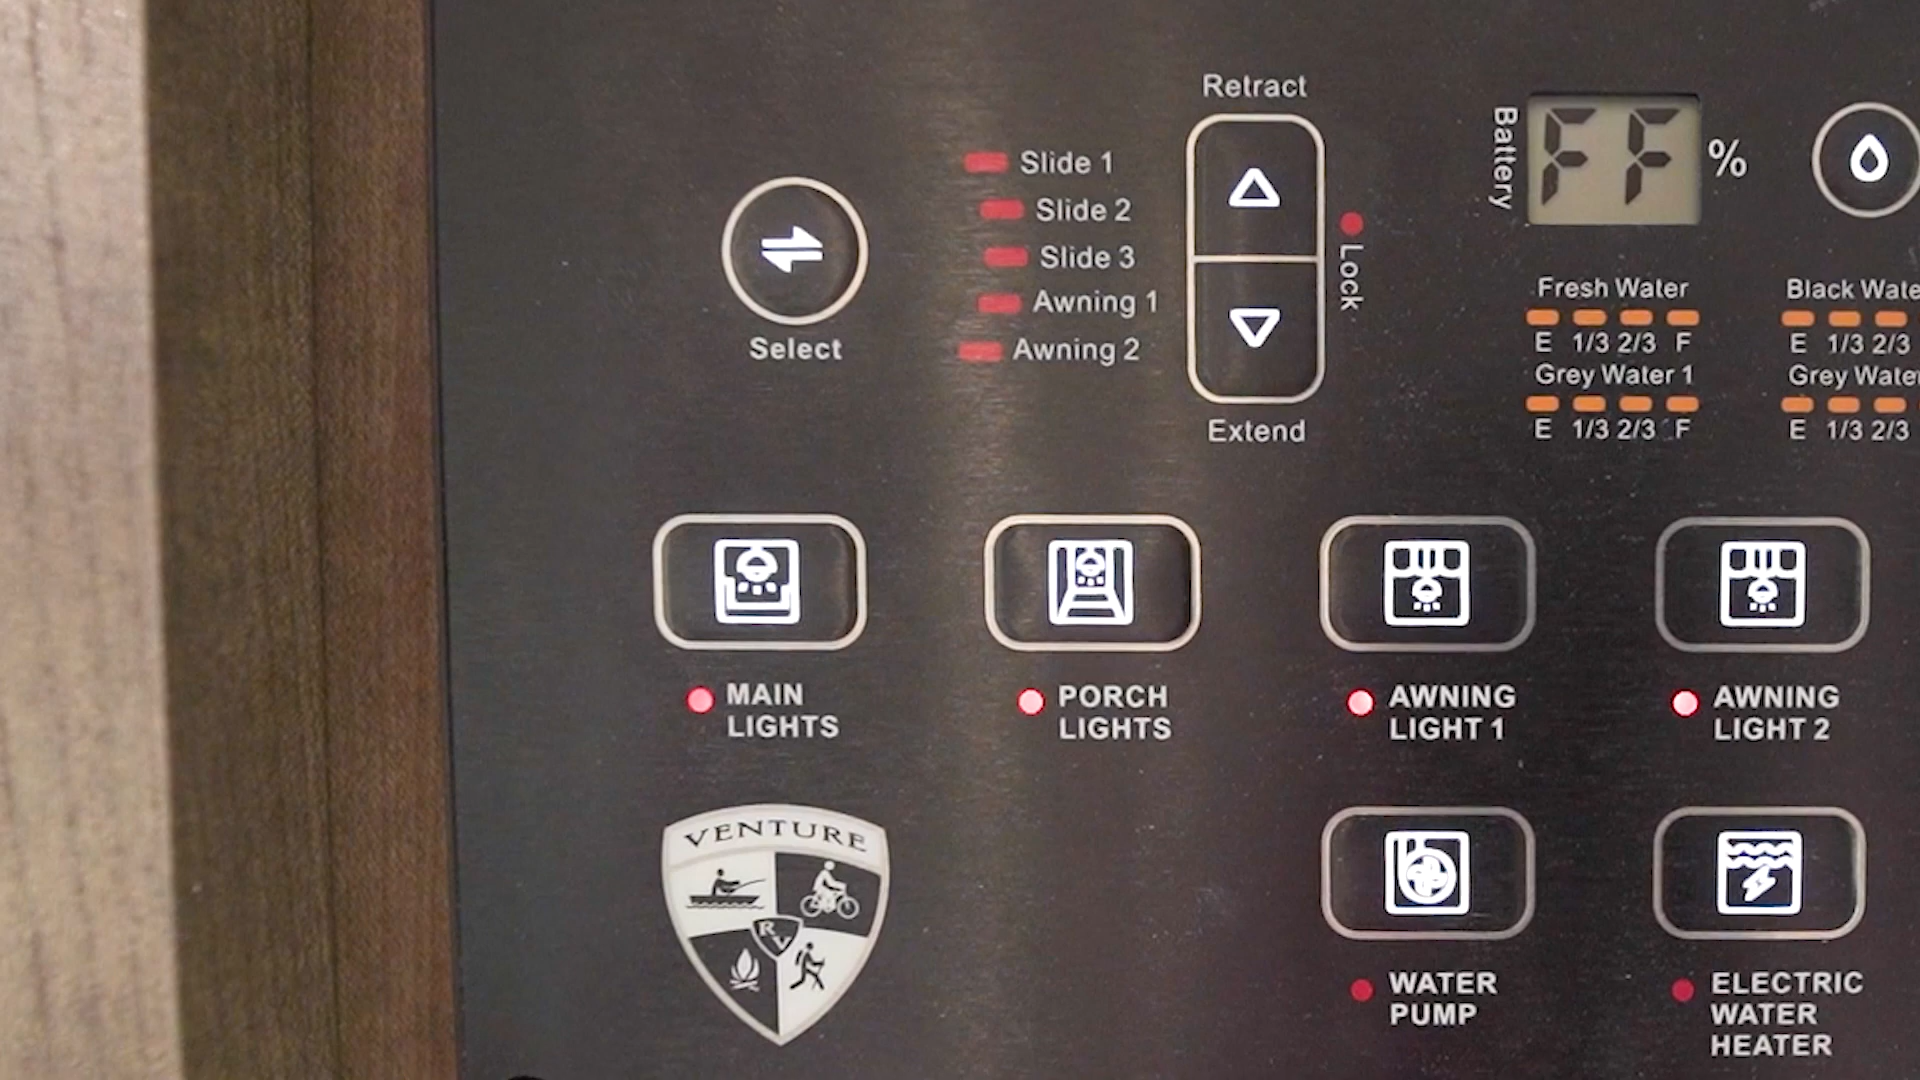 Retract
Slide 1
Slide 2
Slide 3
Awning 1
Awning 2
Select
Extend
Lock
Battery
FF %
Fresh Water
E 1/3 2/3 F
Grey Water 1
E 1/3 2/3 F
Black
E 1/3 2/3
Grey
E 1/3 2/3
MAIN
LIGHTS
PORCH
LIGHTS
AWNING
LIGHT 1
AWNING
LIGHT 2
VENTURE
RV
WATER
PUMP
ELECTRIC
WATER
HEATER